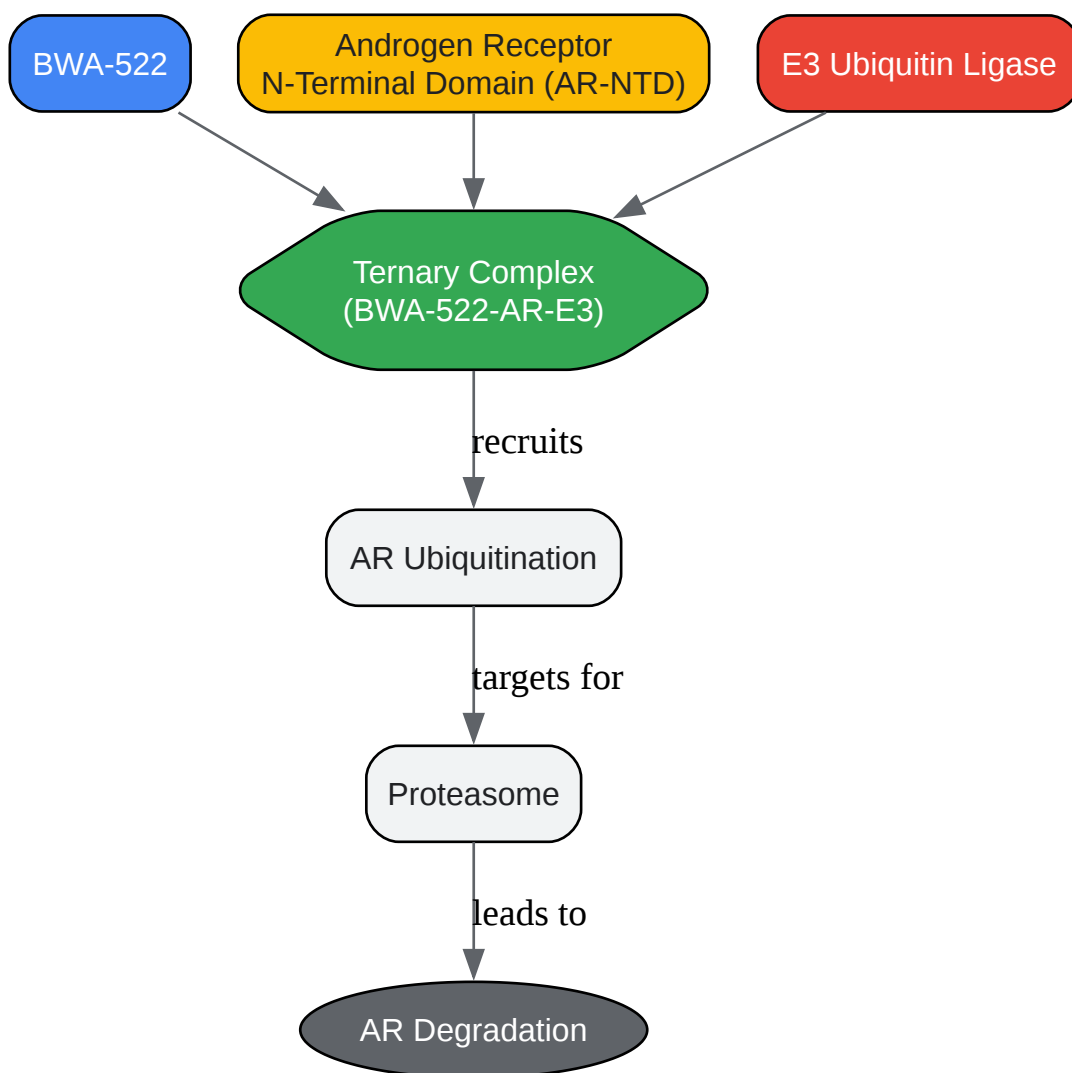 BWA-522
Androgen Receptor
N-Terminal Domain (AR-NTD)
E3 Ubiquitin Ligase
Ternary Complex
(BWA-522-AR-E3)
recruits
AR Ubiquitination
targets for
Proteasome
leads to
AR Degradation